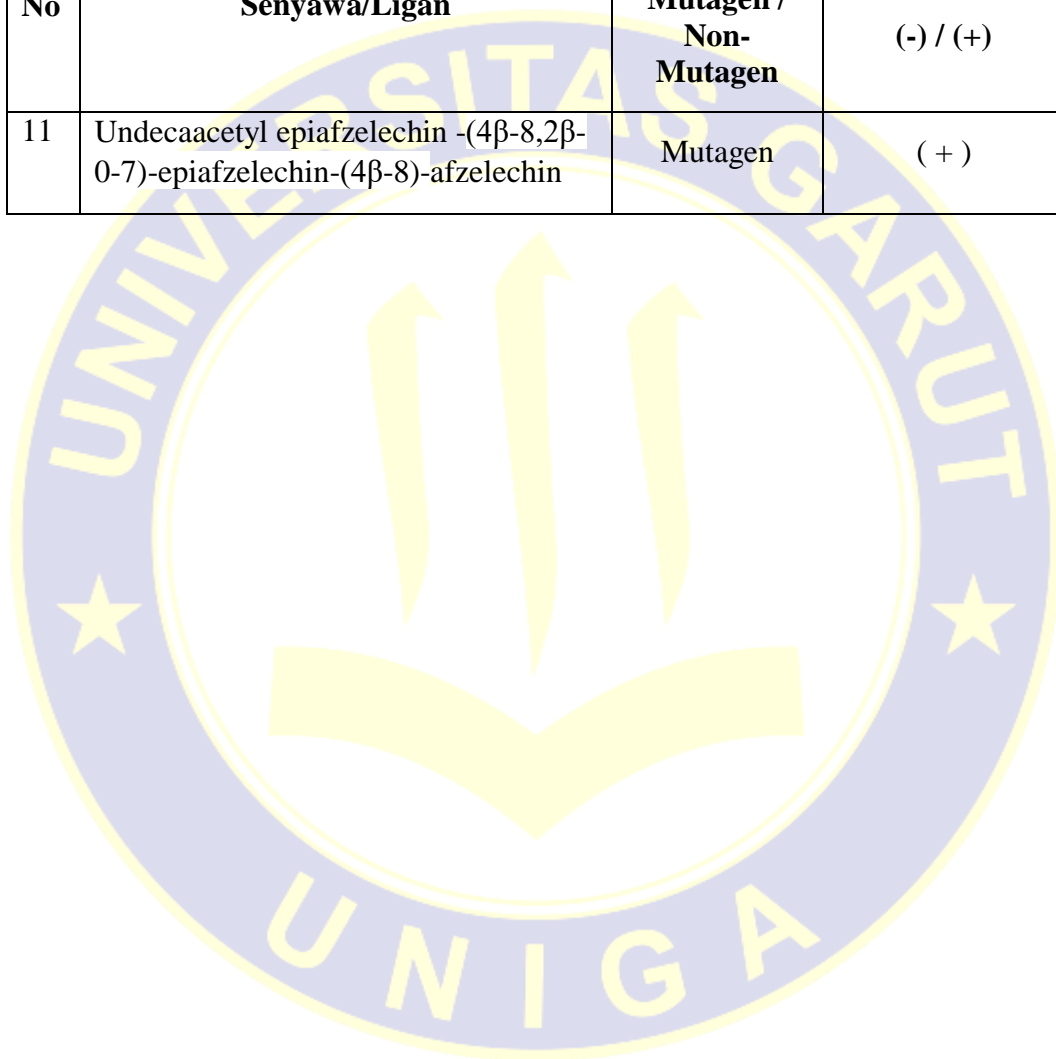 No Senyawa/Ligan Mutagen /
Non- (-) / (+)
Mutagen
11 Undecaacetyl epiafzelechin -(4β-8,2β-
0-7)-epiafzelechin-(4β-8)-afzelechin Mutagen ( + )
UNIVERSITAS GARUT
UNIGA